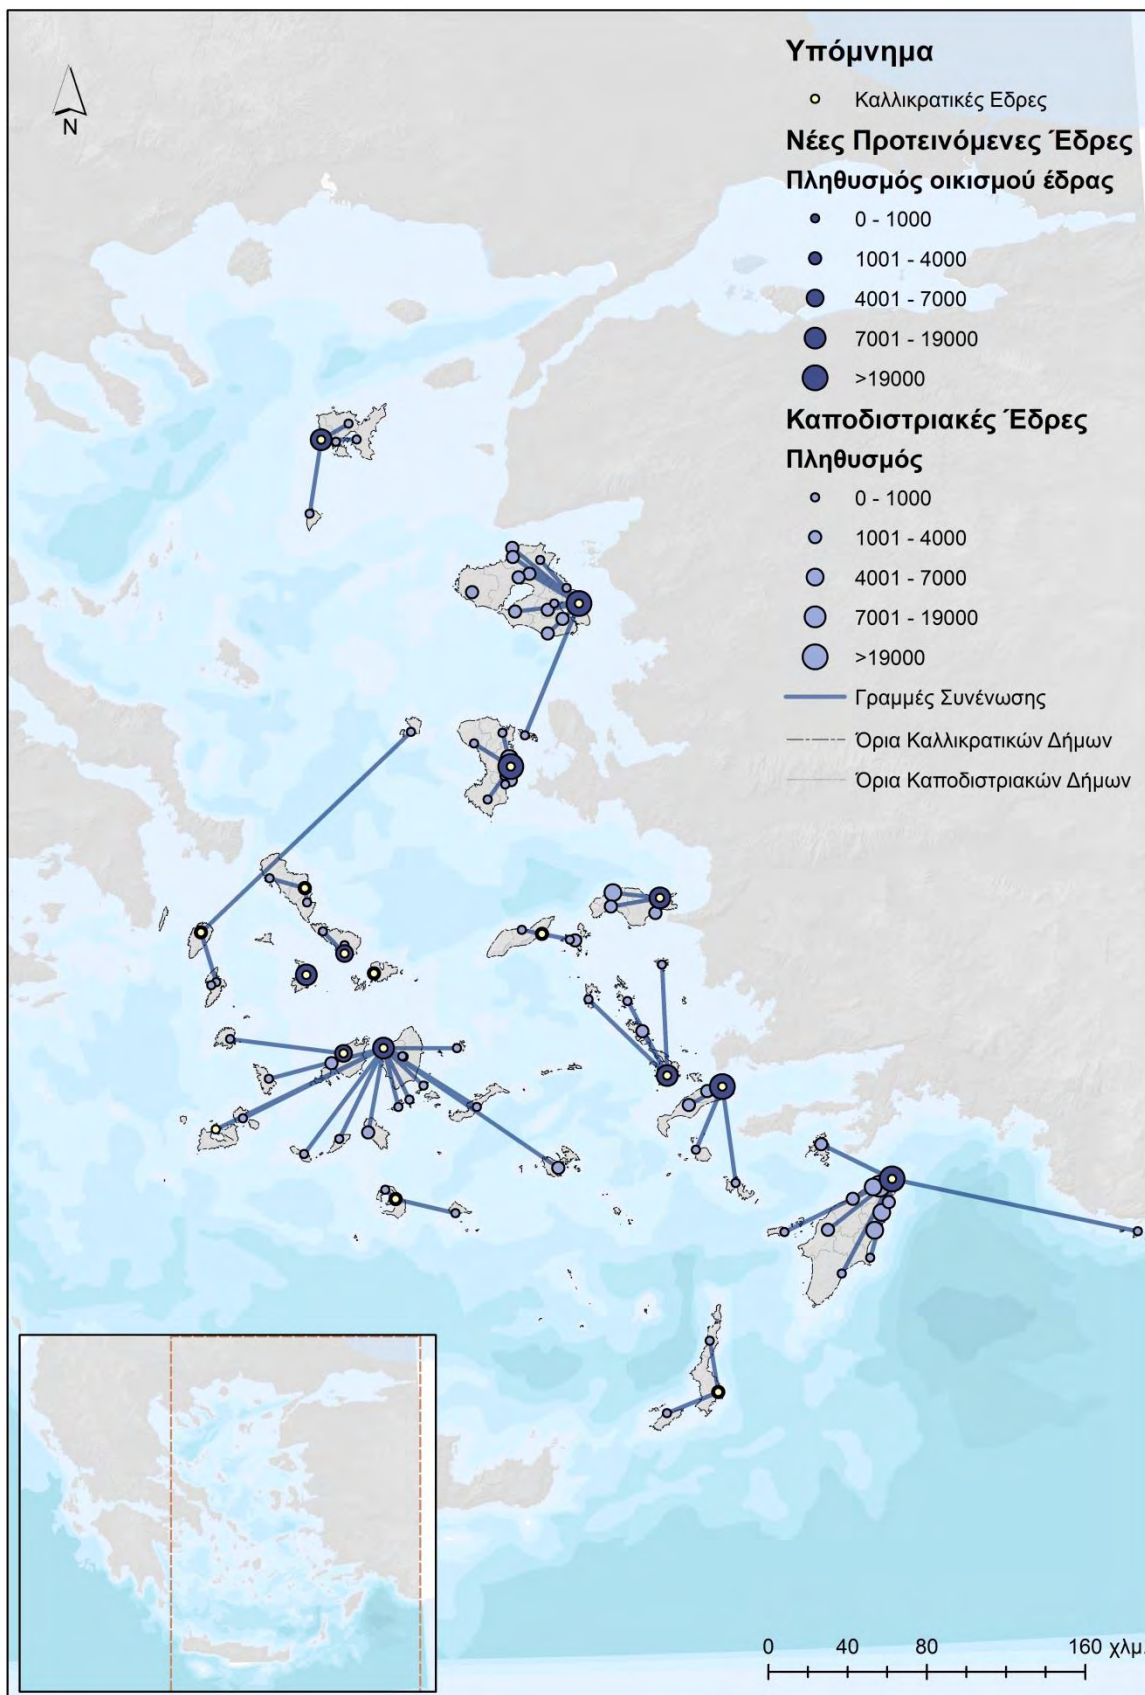 Υπόμνημα
Καλλικρατικές Εδρες
Νέες Προτεινόμενες Έδρες
Πληθυσμός οικισμού έδρας
0 - 1000
1001 - 4000
4001 - 7000
7001 - 19000
>19000
Καποδιστριακές Έδρες
Πληθυσμός
0 - 1000
1001 - 4000
4001 - 7000
7001 - 19000
>19000
Γραμμές Συνένωσης
Όρια Καλλικρατικών Δήμων
Όρια Καποδιστριακών Δήμων
N
0 40 80 160 χλμ.